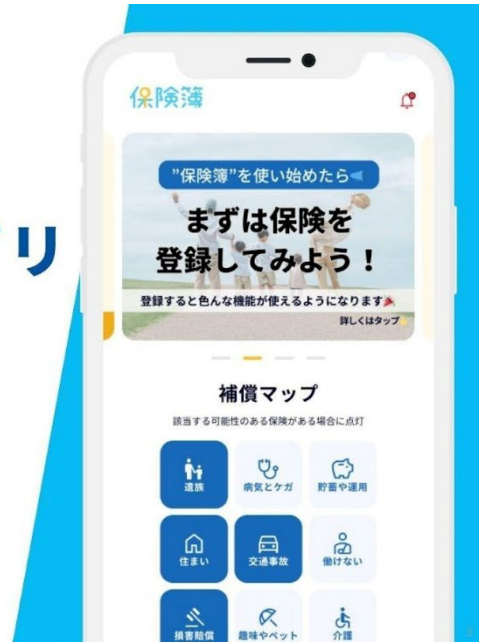 リ
保険簿
"保険簿"を使い始めたら
まずは保険を
登録してみよう！
登録すると色んな機能が使えるようになります🎉
詳しくはタップ
補償マップ
該当する可能性のある保険がある場合に点灯
遺族
病気とケガ
貯蓄や運用
住まい
交通事故
働けない
損害賠償
趣味やペット
介護